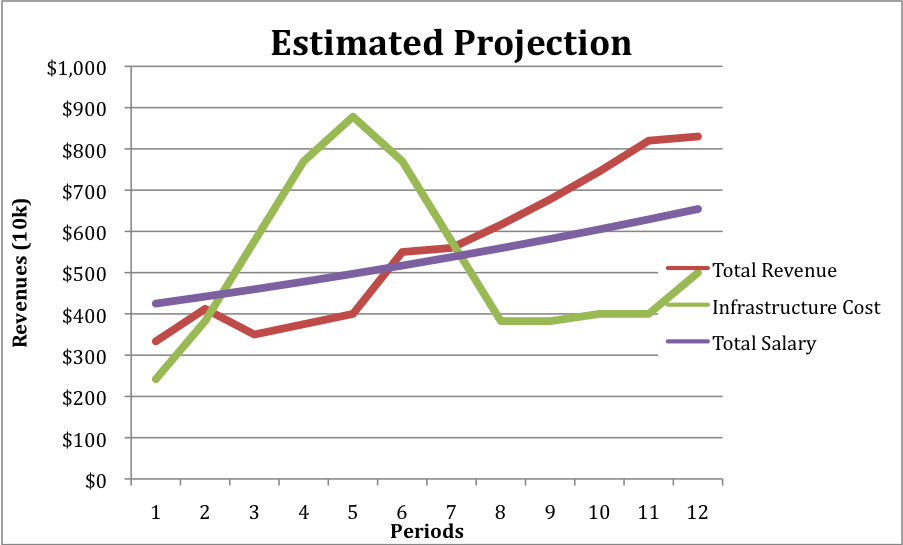 Estimated Projection
$1,000
$900
$800
$700
$600
$500
$400
$300
$200
$100
$0
Revenues (10k)
1 2 3 4 5 6 7 8 9 10 11 12
Periods
Total Revenue
Infrastructure Cost
Total Salary